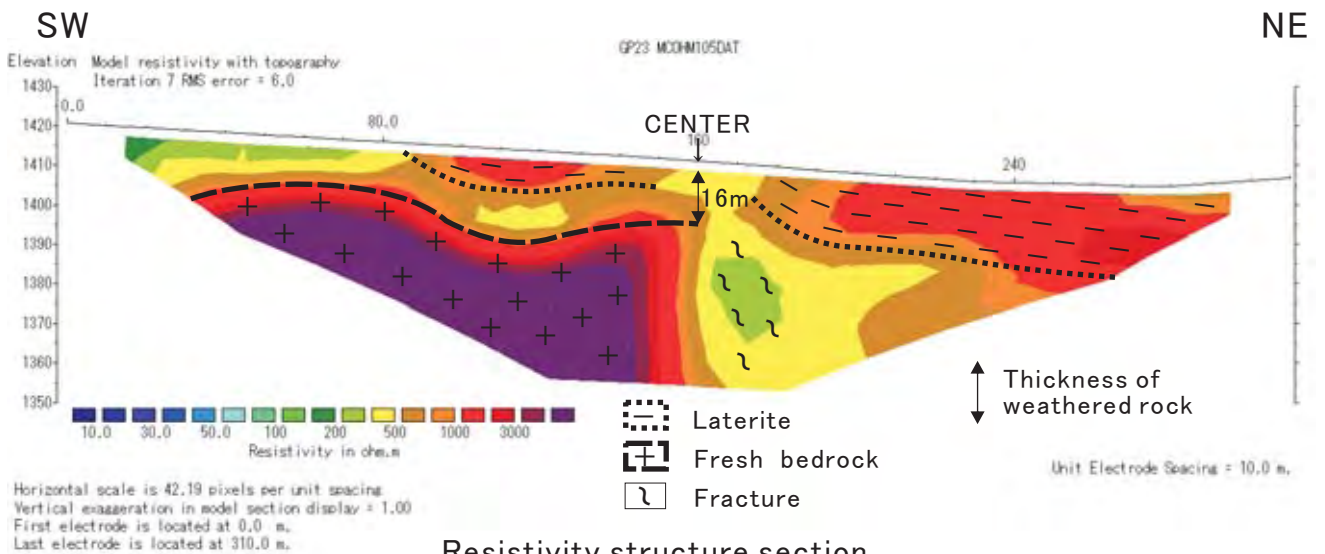 SW
NE
GP23 MCOHM105DAT
Elevation Model resistivity with topography
Iteration 7 RMS error = 6.0
1430
1420
1410
1400
1390
1380
1370
1360
1350
0.0
80.0
CENTER
160
240
16m
10.0 30.0 50.0 100 200 500 1000 3000
Resistivity in ohm.m
Laterite
Fresh bedrock
Fracture
Thickness of
weathered rock
Unit Electrode Spacing = 10.0 m.
Horizontal scale is 42.19 pixels per unit spacing
Vertical exaggeration in model section display = 1.00
First electrode is located at 0.0 m.
Last electrode is located at 310.0 m.
Resistivity structure section